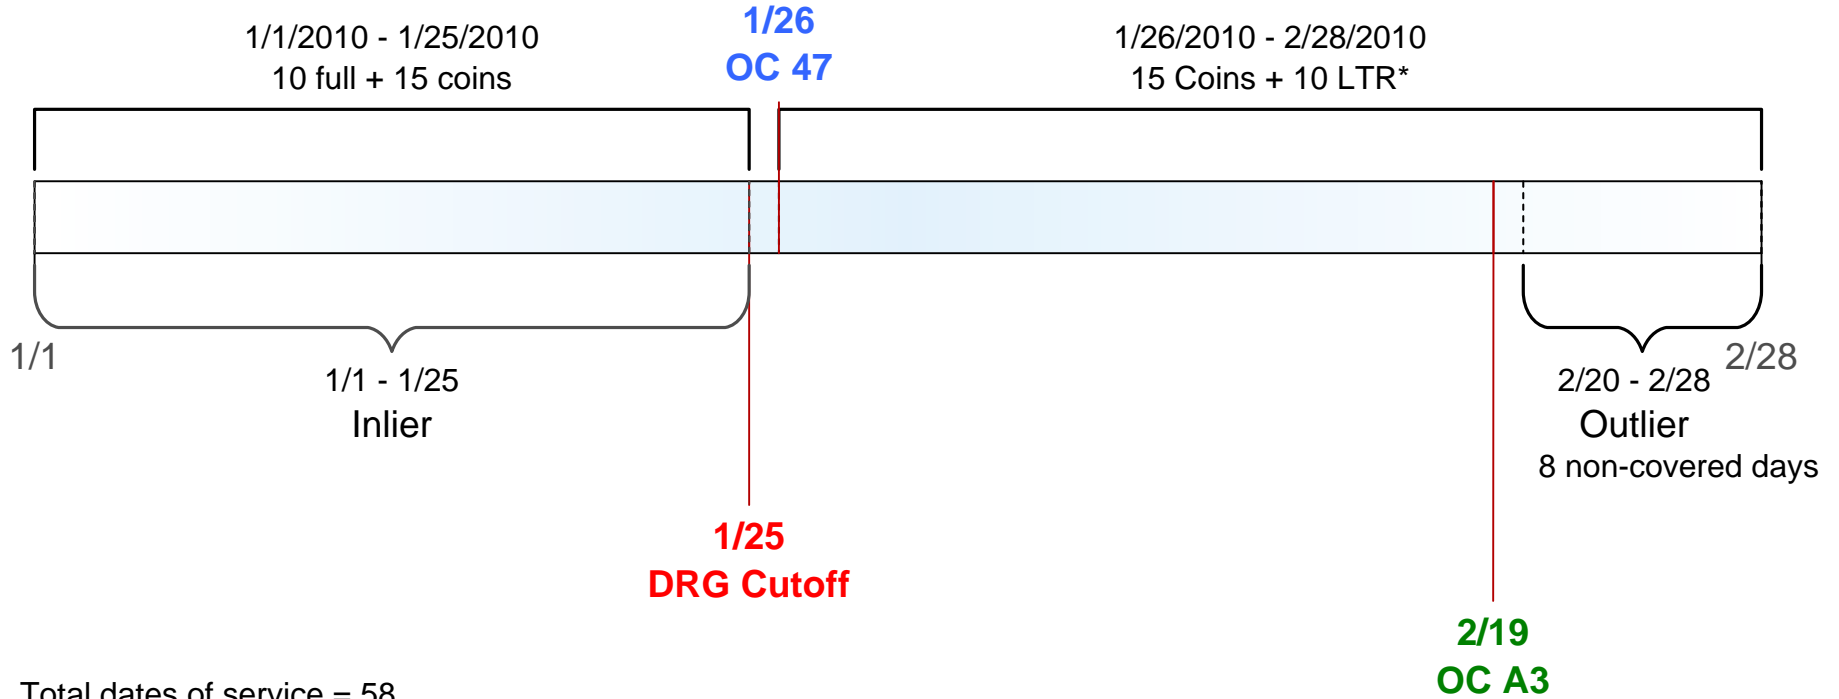 1/1/2010 - 1/25/2010
10 full + 15 coins
1/26
OC 47
1/26/2010 - 2/28/2010
15 Coins + 10 LTR*
1/1
1/1 - 1/25
Inlier
2/28
2/20 - 2/28
Outlier
8 non-covered days
1/25
DRG Cutoff
2/19
OC A3
Total dates of service = 58